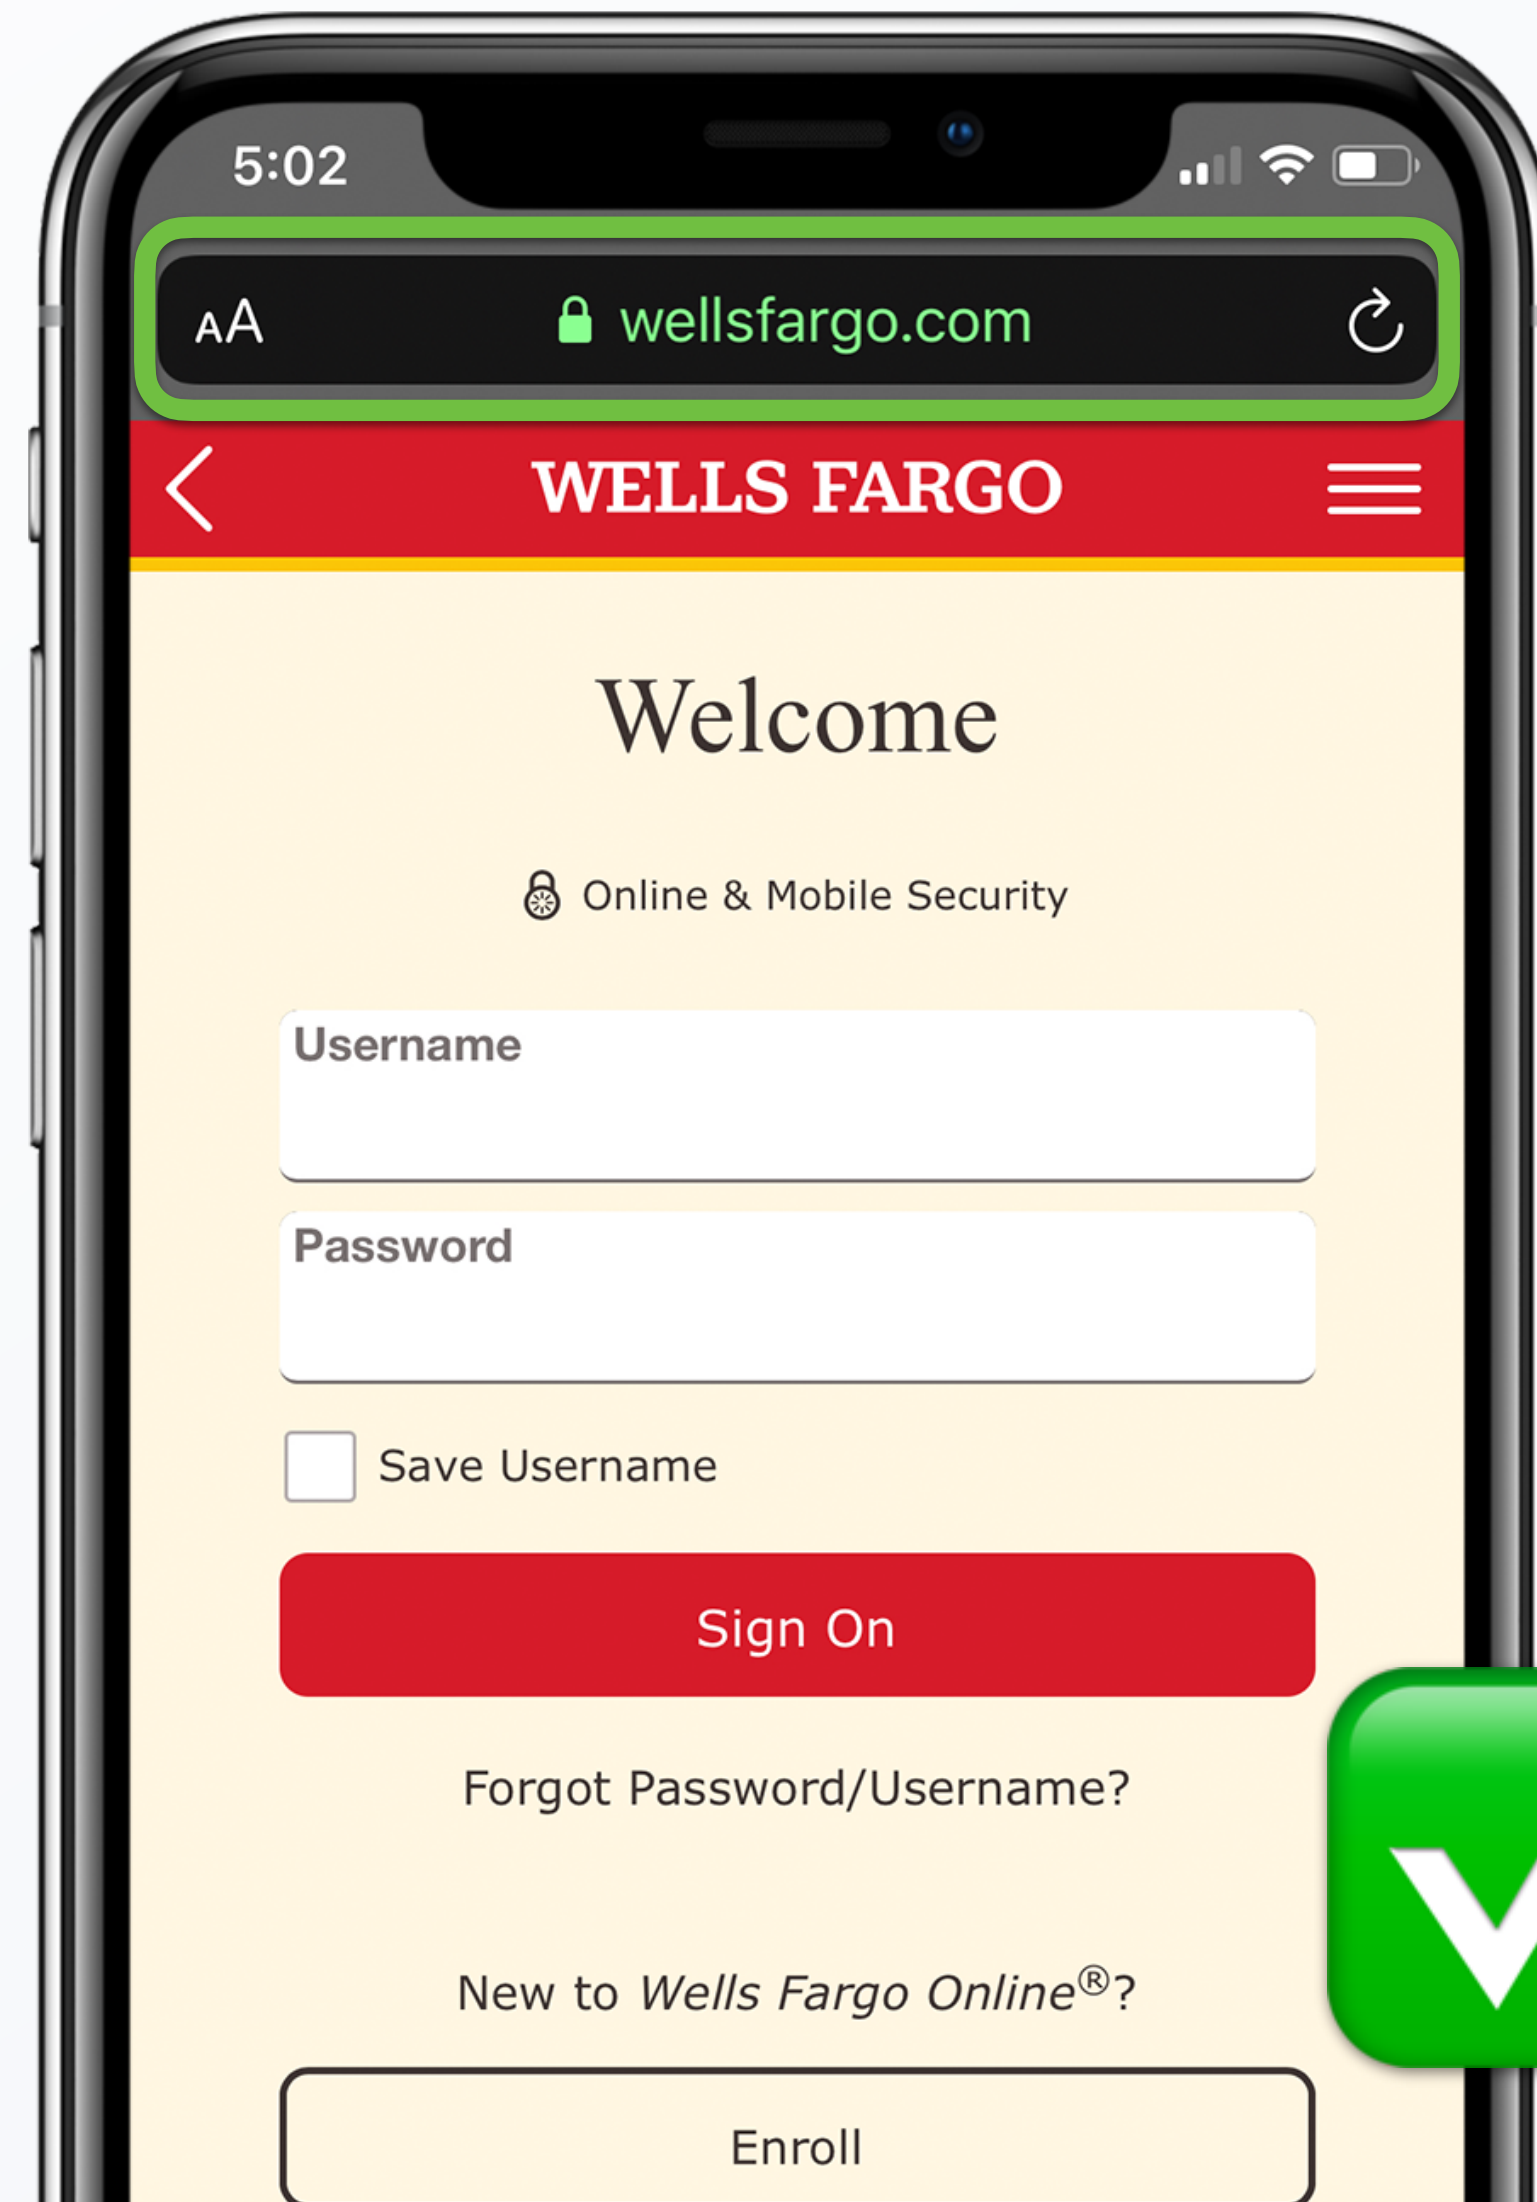 5:02
AA wellsfargo.com
WELLS FARGO
Welcome
Online & Mobile Security
Username
Password
Save Username
Sign On
Forgot Password/Username?
New to Wells Fargo Online®?
Enroll